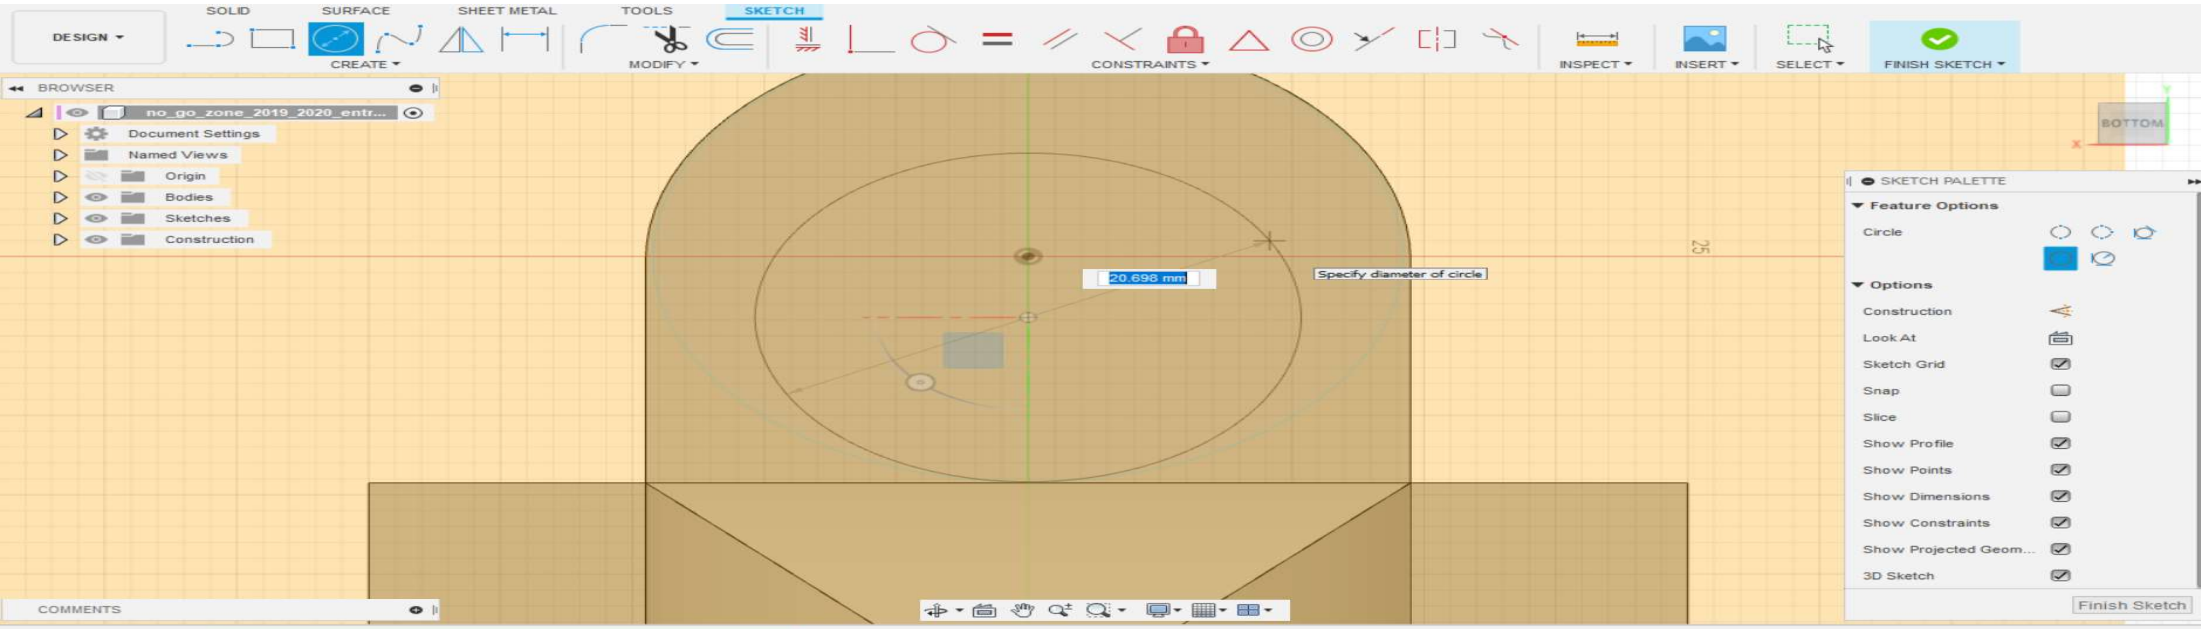 SOLID SURFACE SHEET METAL TOOLS SKETCH
DESIGN
CREATE MODIFY CONSTRAINTS INSPECT INSERT SELECT FINISH SKETCH
BROWSER
no_go_zone_2019_2020_entr...
Document Settings
Named Views
Origin
Bodies
Sketches
Construction
20.698 mm
Specify diameter of circle
25
Y
BOTTOM
X
SKETCH PALETTE
Feature Options
Circle
Options
Construction
Look At
Sketch Grid
Snap
Slice
Show Profile
Show Points
Show Dimensions
Show Constraints
Show Projected Geom...
3D Sketch
Finish Sketch
COMMENTS